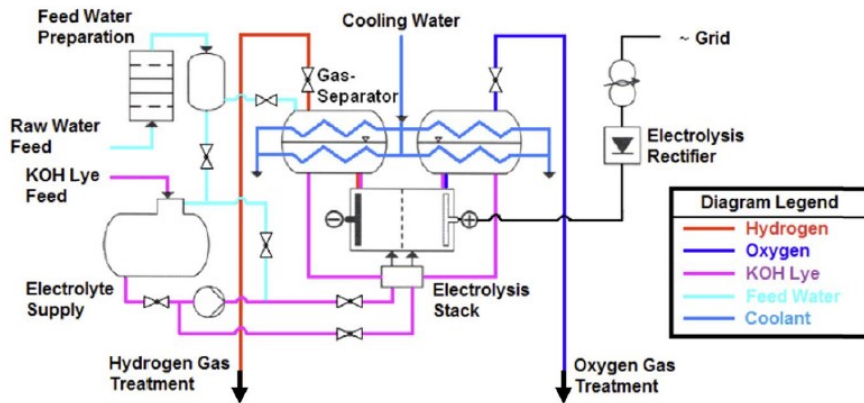 Feed Water
Preparation
Cooling Water
~ Grid
Gas-
Separator
Raw Water
Feed
Electrolysis
Rectifier
KOH Lye
Feed
Diagram Legend
Hydrogen
Oxygen
KOH Lye
Feed Water
Coolant
Electrolyte
Supply
Electrolysis
Stack
Hydrogen Gas
Treatment
Oxygen Gas
Treatment